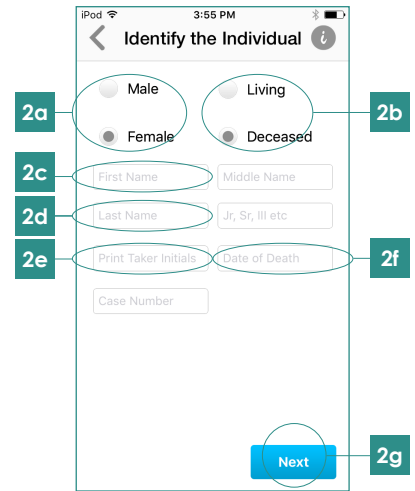 iPod 3:55 PM
Identify the Individual i
Male Living
2a 2b
Female Deceased
2c First Name Middle Name
2d Last Name Jr, Sr, III etc
2e Print Taker Initials Date of Death 2f
Case Number
Next 2g